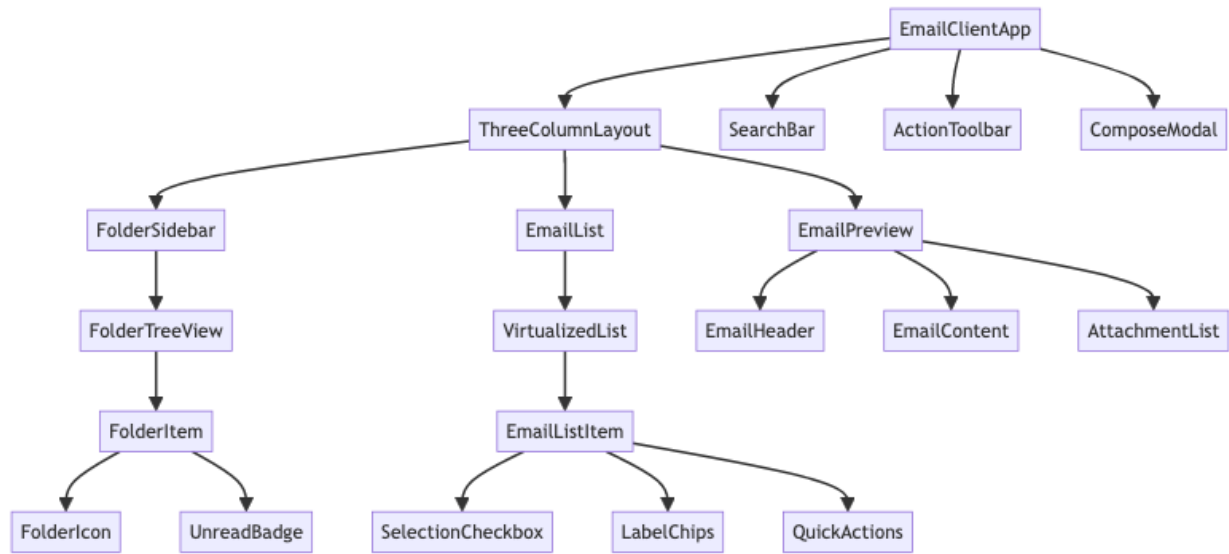 EmailClientApp
ThreeColumnLayout
SearchBar
ActionToolbar
ComposeModal
FolderSidebar
EmailList
EmailPreview
FolderTreeView
VirtualizedList
EmailHeader
EmailContent
AttachmentList
FolderItem
EmailListItem
FolderIcon
UnreadBadge
SelectionCheckbox
LabelChips
QuickActions